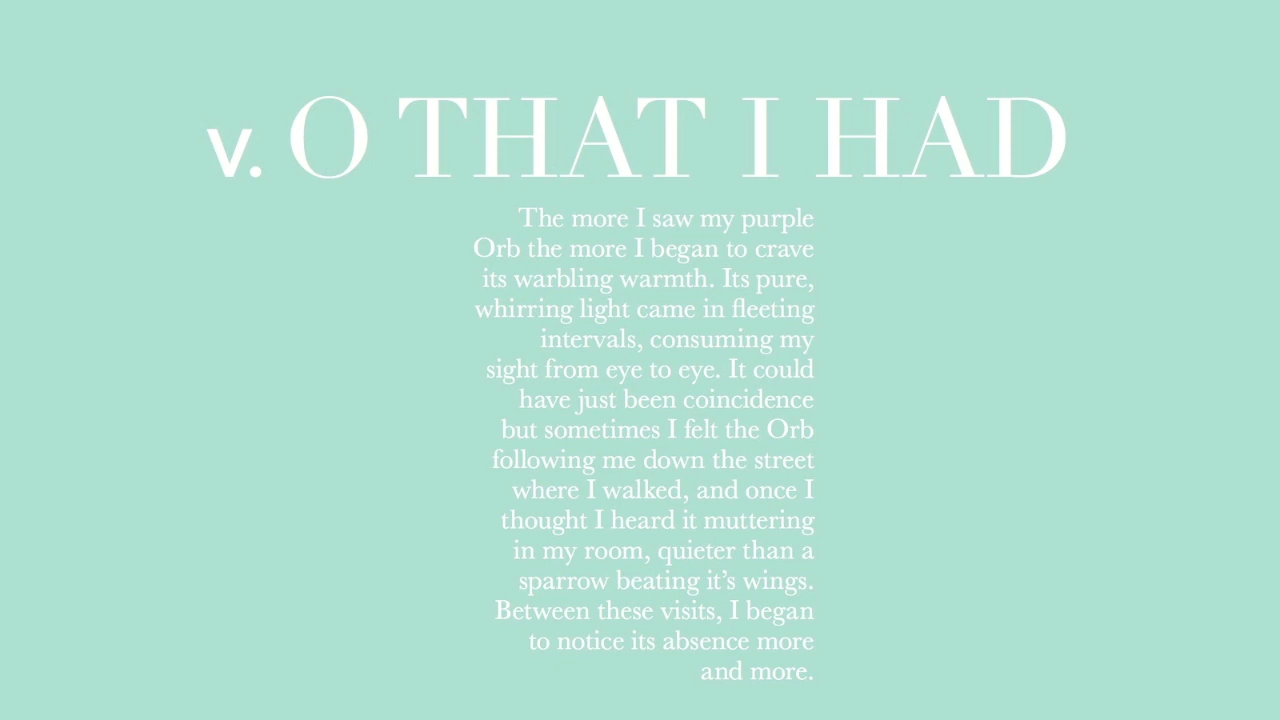 v. O THAT I HAD
The more I saw my purple
Orb the more I began to crave
its warbling warmth. Its pure,
whirring light came in fleeting
intervals, consuming my
sight from eye to eye. It could
have just been coincidence
but sometimes I felt the Orb
following me down the street
where I walked, and once I
thought I heard it muttering
in my room, quieter than a
sparrow beating it’s wings.
Between these visits, I began
to notice its absence more
and more.